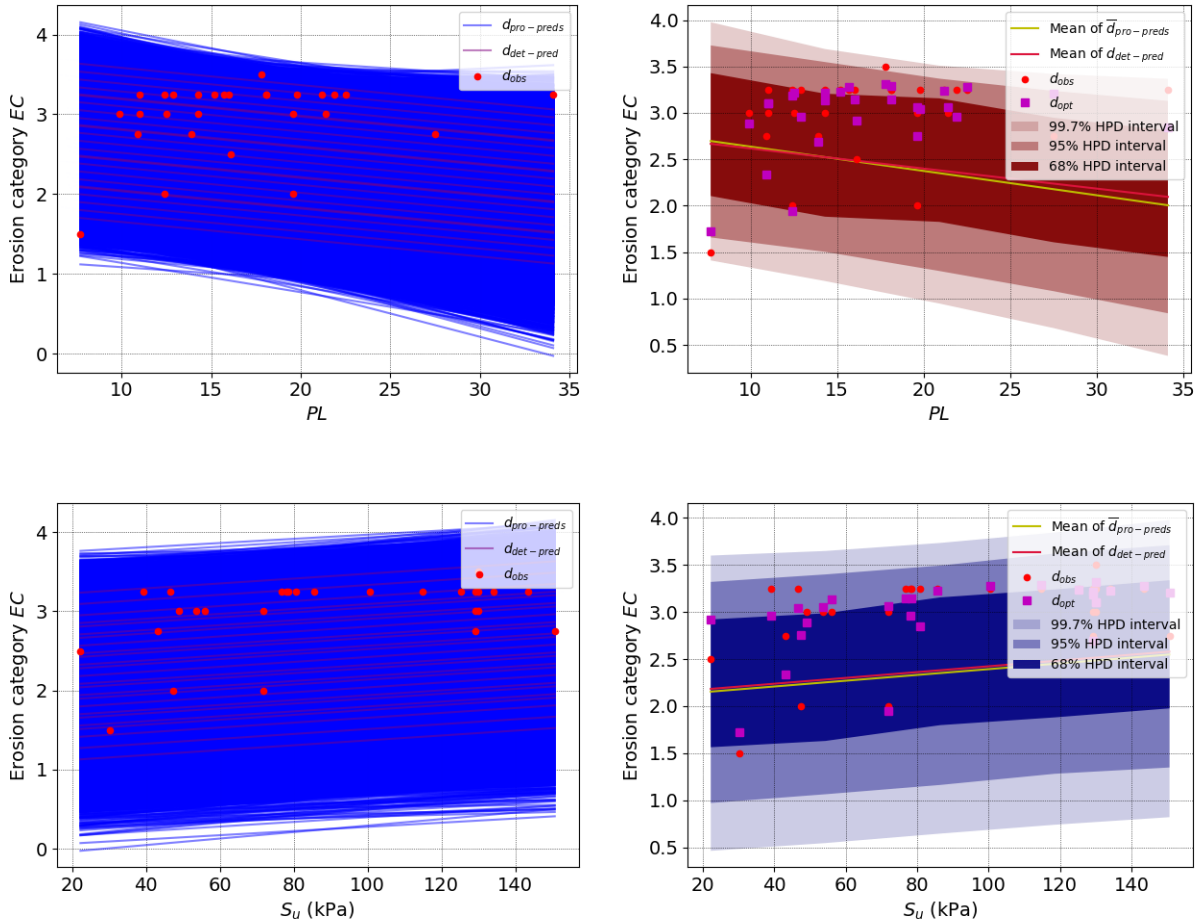 Erosion category EC
4
3
2
1
0
10 15 20 25 30 35
PL
d_pro−preds
d_det−pred
d_obs
Erosion category EC
4.0
3.5
3.0
2.5
2.0
1.5
1.0
0.5
10 15 20 25 30 35
PL
Mean of d̅_pro−preds
Mean of d_det−pred
d_obs
d_opt
99.7% HPD interval
95% HPD interval
68% HPD interval
Erosion category EC
4
3
2
1
0
20 40 60 80 100 120 140
S_u (kPa)
d_pro−preds
d_det−pred
d_obs
Erosion category EC
4.0
3.5
3.0
2.5
2.0
1.5
1.0
0.5
20 40 60 80 100 120 140
S_u (kPa)
Mean of d̅_pro−preds
Mean of d_det−pred
d_obs
d_opt
99.7% HPD interval
95% HPD interval
68% HPD interval